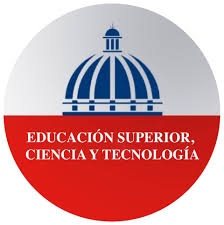 EDUCACIÓN SUPERIOR,
CIENCIA Y TECNOLOGÍA